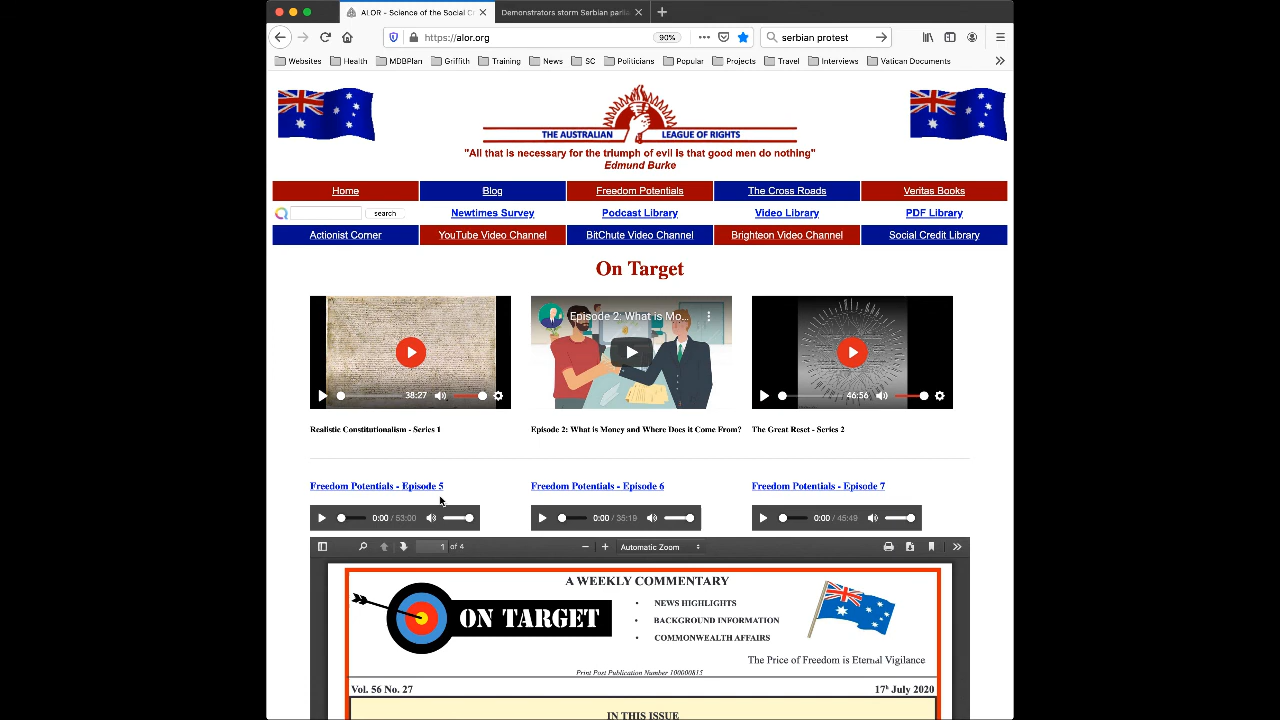 ALOR - Science of the Social C
Demonstrators storm Serbian parli
https://alor.org
90%
serbian protest
Websites Health MDBPlan Griffith Training News SC Politicians Popular Projects Travel Interviews Vatican Documents
THE AUSTRALIAN LEAGUE OF RIGHTS
"All that is necessary for the triumph of evil is that good men do nothing"
Edmund Burke
Home Blog Freedom Potentials The Cross Roads Veritas Books
search Newtimes Survey Podcast Library Video Library PDF Library
Actionist Corner YouTube Video Channel BitChute Video Channel Brighteon Video Channel Social Credit Library
On Target
Episode 2: What is Mo...
38:27
46:56
Realistic Constitutionalism - Series 1
Episode 2: What is Money and Where Does it Come From?
The Great Reset - Series 2
Freedom Potentials - Episode 5
Freedom Potentials - Episode 6
Freedom Potentials - Episode 7
0:00 / 53:00
0:00 / 35:19
0:00 / 45:49
1 of 4
Automatic Zoom
A WEEKLY COMMENTARY
ON TARGET
• NEWS HIGHLIGHTS
• BACKGROUND INFORMATION
• COMMONWEALTH AFFAIRS
The Price of Freedom is Eternal Vigilance
Print Post Publication Number 100000815
Vol. 56 No. 27
17th July 2020
IN THIS ISSUE